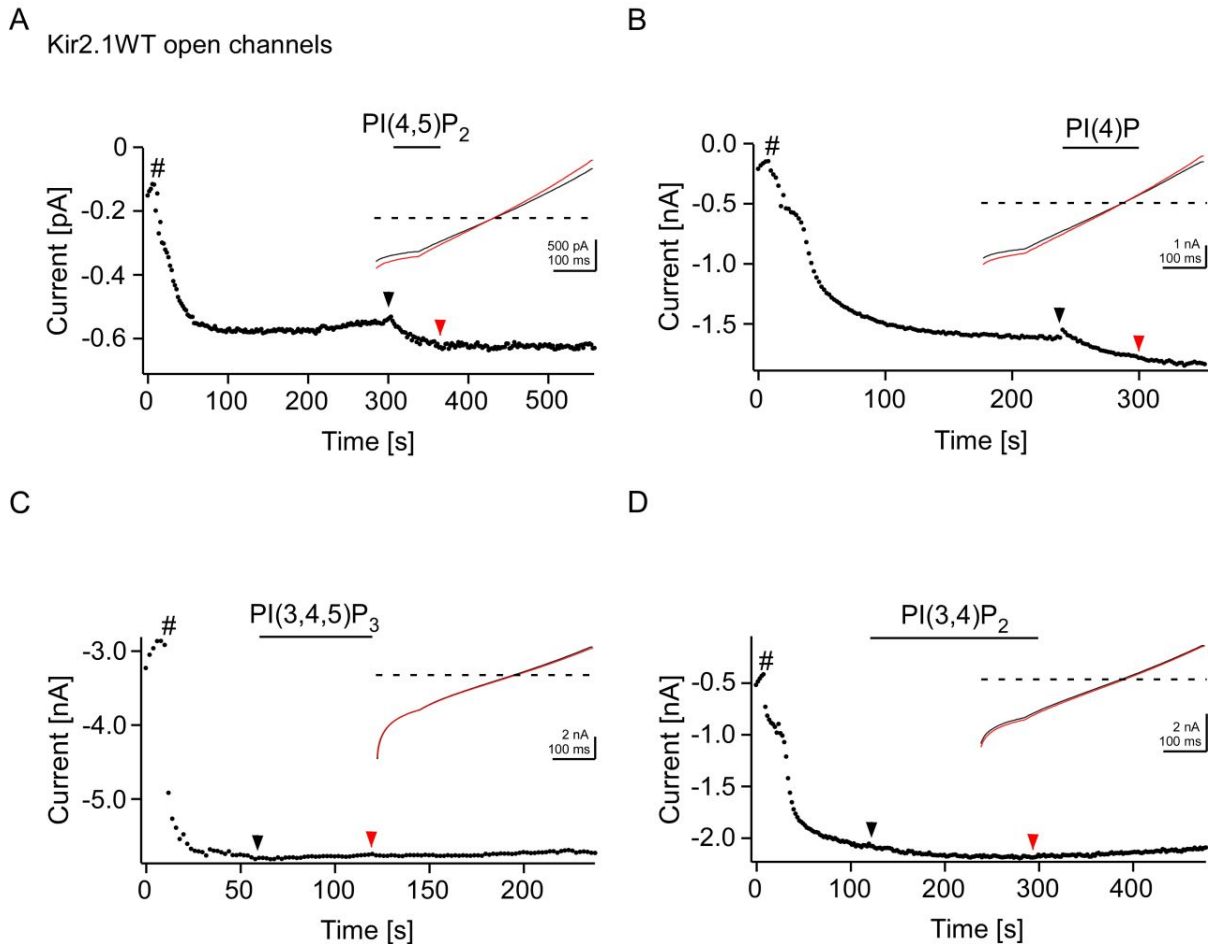 A
Kir2.1WT open channels
PI(4,5)P2
#
0
-0.2
-0.4
-0.6
Current [pA]
500 pA
100 ms
0 100 200 300 400 500
Time [s]
B
PI(4)P
#
0.0
-0.5
-1.0
-1.5
Current [nA]
1 nA
100 ms
0 100 200 300
Time [s]
C
PI(3,4,5)P3
#
-3.0
-4.0
-5.0
Current [nA]
2 nA
100 ms
0 50 100 150 200
Time [s]
D
PI(3,4)P2
#
-0.5
-1.0
-1.5
-2.0
Current [nA]
2 nA
100 ms
0 100 200 300 400
Time [s]